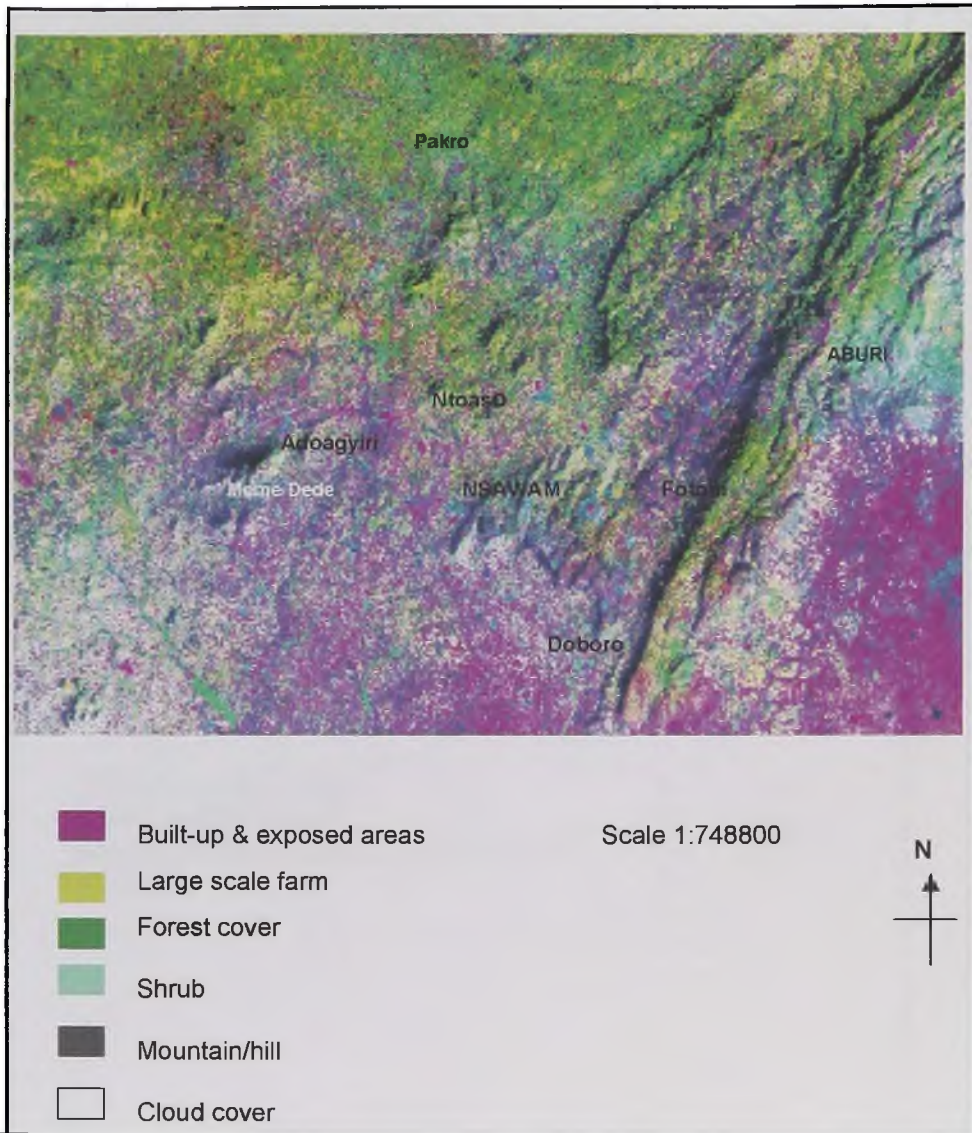 Pakro
ABURI
NtoasO
Adoagyiri
Meme Dede
NSAWAM
Doboro
Built-up & exposed areas
Scale 1:748800
N
Large scale farm
Forest cover
Shrub
Mountain/hill
Cloud cover